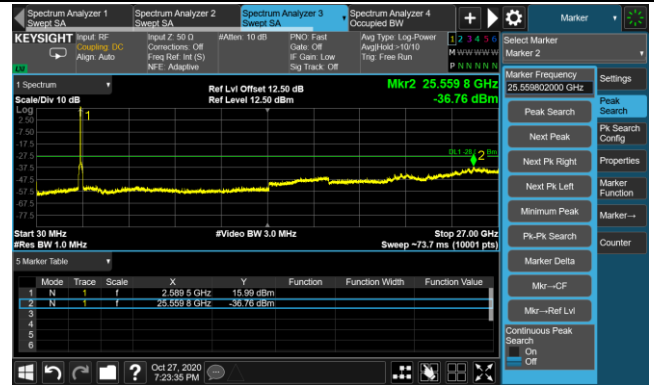 Spectrum Analyzer 1
Swept SA
Spectrum Analyzer 2
Swept SA
Spectrum Analyzer 3
Swept SA
Spectrum Analyzer 4
Occupied BW
Marker
KEYSIGHT
Input: RF
Coupling: DC
Align: Auto
Input Z: 50 Ω
Corrections: Off
Freq Ref: Int (S)
NFE: Adaptive
#Atten: 10 dB
PNO: Fast
Gate: Off
IF Gain: Low
Sig Track: Off
Avg Type: Log-Power
Avg|Hold:>10/10
Trig: Free Run
1 2 3 4 5 6
M W W W W W
P N N N N N
1 Spectrum
Scale/Div 10 dB
Ref Lvl Offset 12.50 dB
Ref Level 12.50 dBm
Mkr2 25.559 8 GHz
-36.76 dBm
Log
2.50
-7.50
-17.5
-27.5
-37.5
-47.5
-57.5
-67.5
-77.5
1
2
Start 30 MHz
#Res BW 1.0 MHz
#Video BW 3.0 MHz
Stop 27.00 GHz
Sweep ~73.7 ms (10001 pts)
5 Marker Table
Mode Trace Scale X Y Function Function Width Function Value
1 N 1 f 2.589 5 GHz 15.99 dBm
2 N 1 f 25.559 8 GHz -36.76 dBm
3
4
5
6
Oct 27, 2020
7:23:35 PM
Select Marker
Marker 2
Marker Frequency
25.559802000 GHz
Peak Search
Next Peak
Next Pk Right
Next Pk Left
Minimum Peak
Pk-Pk Search
Marker Delta
Mkr→CF
Mkr→Ref Lvl
Continuous Peak
Search
On
Off
Settings
Peak
Search
Pk Search
Config
Properties
Marker
Function
Marker→
Counter